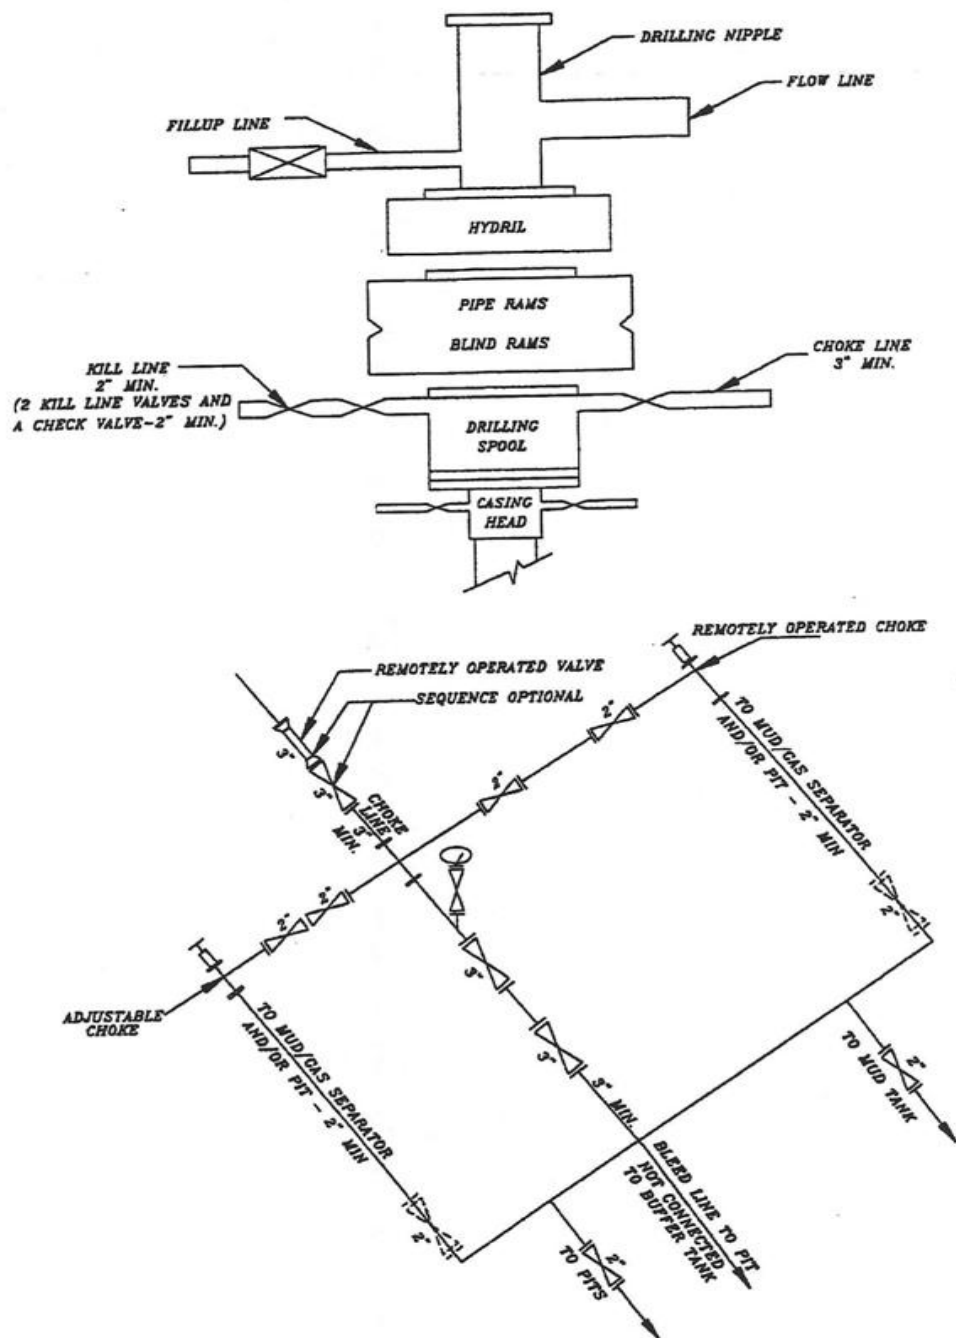 DRILLING NIPPLE
FLOW LINE
FILLUP LINE
HYDRIL
PIPE RAMS
BLIND RAMS
KILL LINE
2" MIN.
(2 KILL LINE VALVES AND
A CHECK VALVE-2" MIN.)
CHOKE LINE
3" MIN.
DRILLING
SPOOL
CASING
HEAD
REMOTELY OPERATED CHOKE
REMOTELY OPERATED VALVE
SEQUENCE OPTIONAL
3"
3"
CHOKE
LINE
3"
MIN.
2"
2"
TO MUD/GAS SEPARATOR
AND/OR PIT - 2" MIN
2"
2"
2"
ADJUSTABLE
CHOKE
TO MUD/GAS SEPARATOR
AND/OR PIT - 2" MIN
2"
3"
3"
3" MIN.
BLEED LINE TO PIT
NOT CONNECTED
TO BUFFER TANK
TO MUD TANK
2"
TO PITS
2"